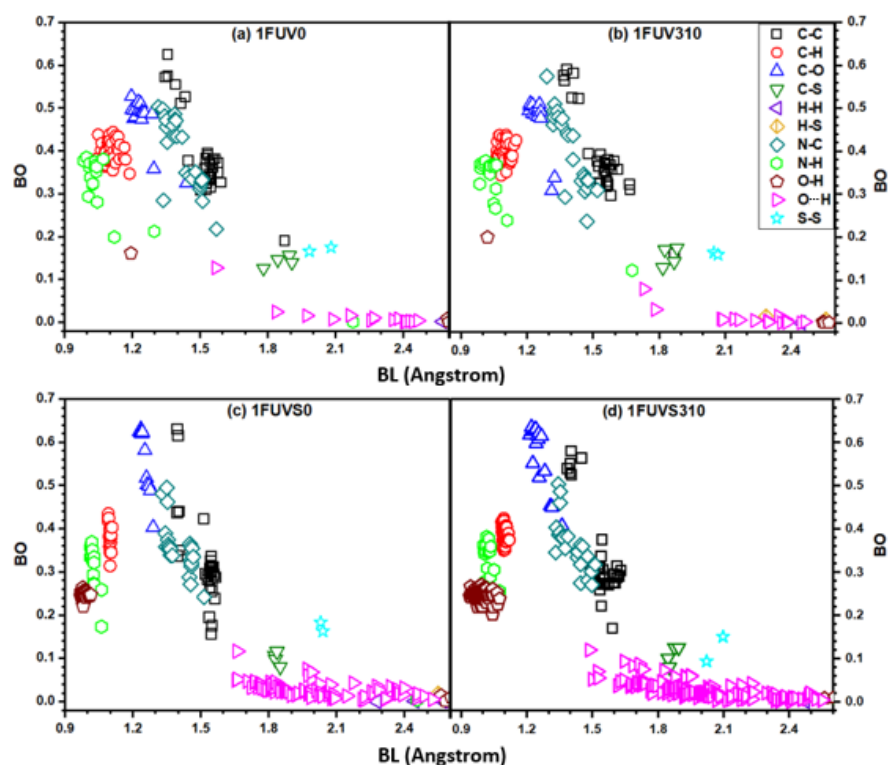 (a) 1FUV0
(b) 1FUV310
C-C
C-H
C-O
C-S
H-H
H-S
N-C
N-H
O-H
O···H
S-S
BO
0.7
0.6
0.5
0.4
0.3
0.2
0.1
0.0
0.7
0.6
0.5
0.4
0.3
0.2
0.1
0.0
BO
0.9 1.2 1.5 1.8 2.1 2.4 0.9 1.2 1.5 1.8 2.1 2.4
BL (Angstrom)
(c) 1FUVS0
(d) 1FUVS310
BO
0.7
0.6
0.5
0.4
0.3
0.2
0.1
0.0
0.7
0.6
0.5
0.4
0.3
0.2
0.1
0.0
BO
0.9 1.2 1.5 1.8 2.1 2.4 0.9 1.2 1.5 1.8 2.1 2.4
BL (Angstrom)